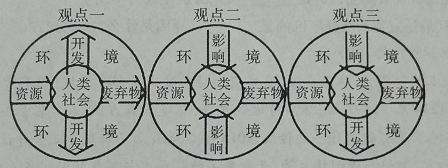 观点一 观点二 观点三
开发 影响 影响
环 境 环 境 环 境
资源 人类社会 废弃物 资源 人类社会 废弃物 资源 人类社会 废弃物
环 境 环 境 环 境
开发 影响 开发